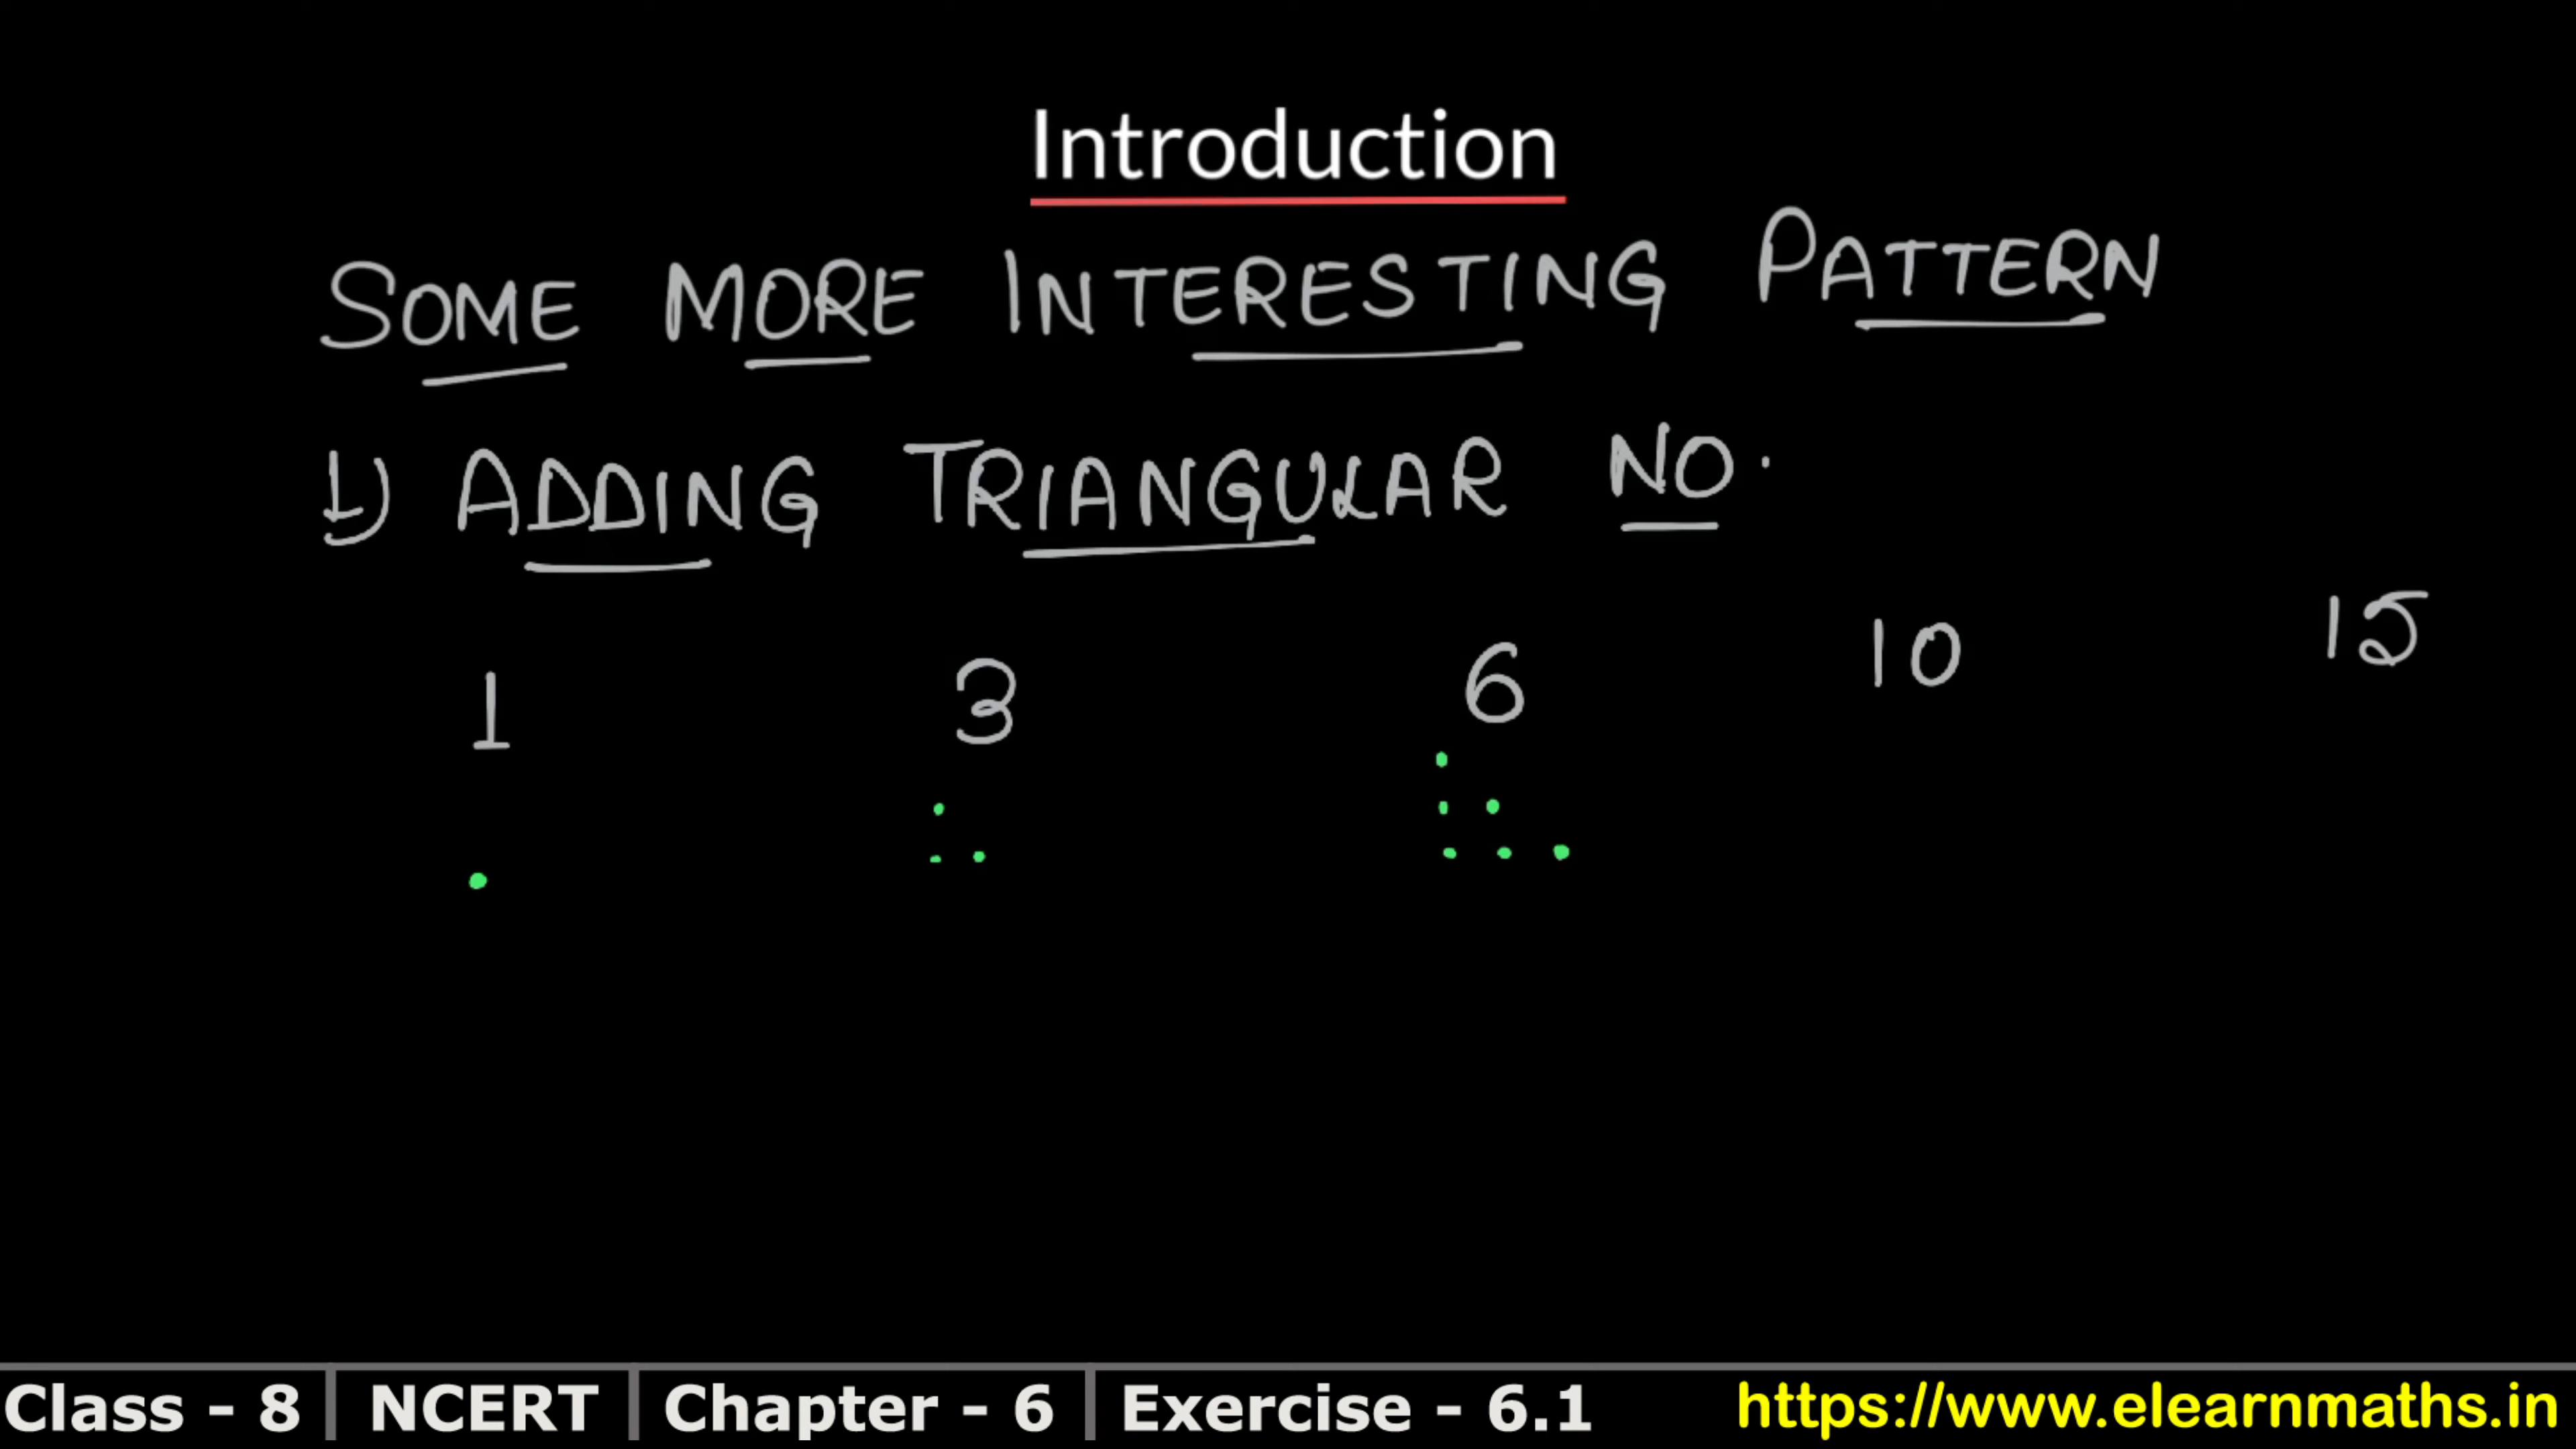 Introduction
SOME MORE INTERESTING PATTERN
1) ADDING TRIANGULAR NO.
1 3 6 10 15
Class - 8 | NCERT | Chapter - 6 | Exercise - 6.1 https://www.elearnmaths.in